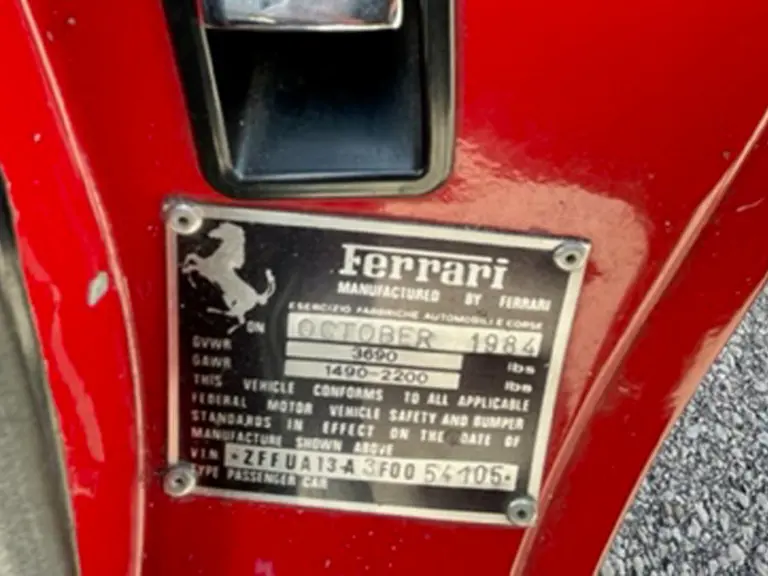 Ferrari
MANUFACTURED BY FERRARI
ESERCIZIO FABBRICHE AUTOMOBILI E CORSE
ON OCTOBER 1984
GVWR 3690 lbs
GAWR 1490-2200 lbs
THIS VEHICLE CONFORMS TO ALL APPLICABLE
FEDERAL MOTOR VEHICLE SAFETY AND BUMPER
STANDARDS IN EFFECT ON THE DATE OF
MANUFACTURE SHOWN ABOVE
VIN *ZFFUA13A3F0054105*
TYPE PASSENGER CAR